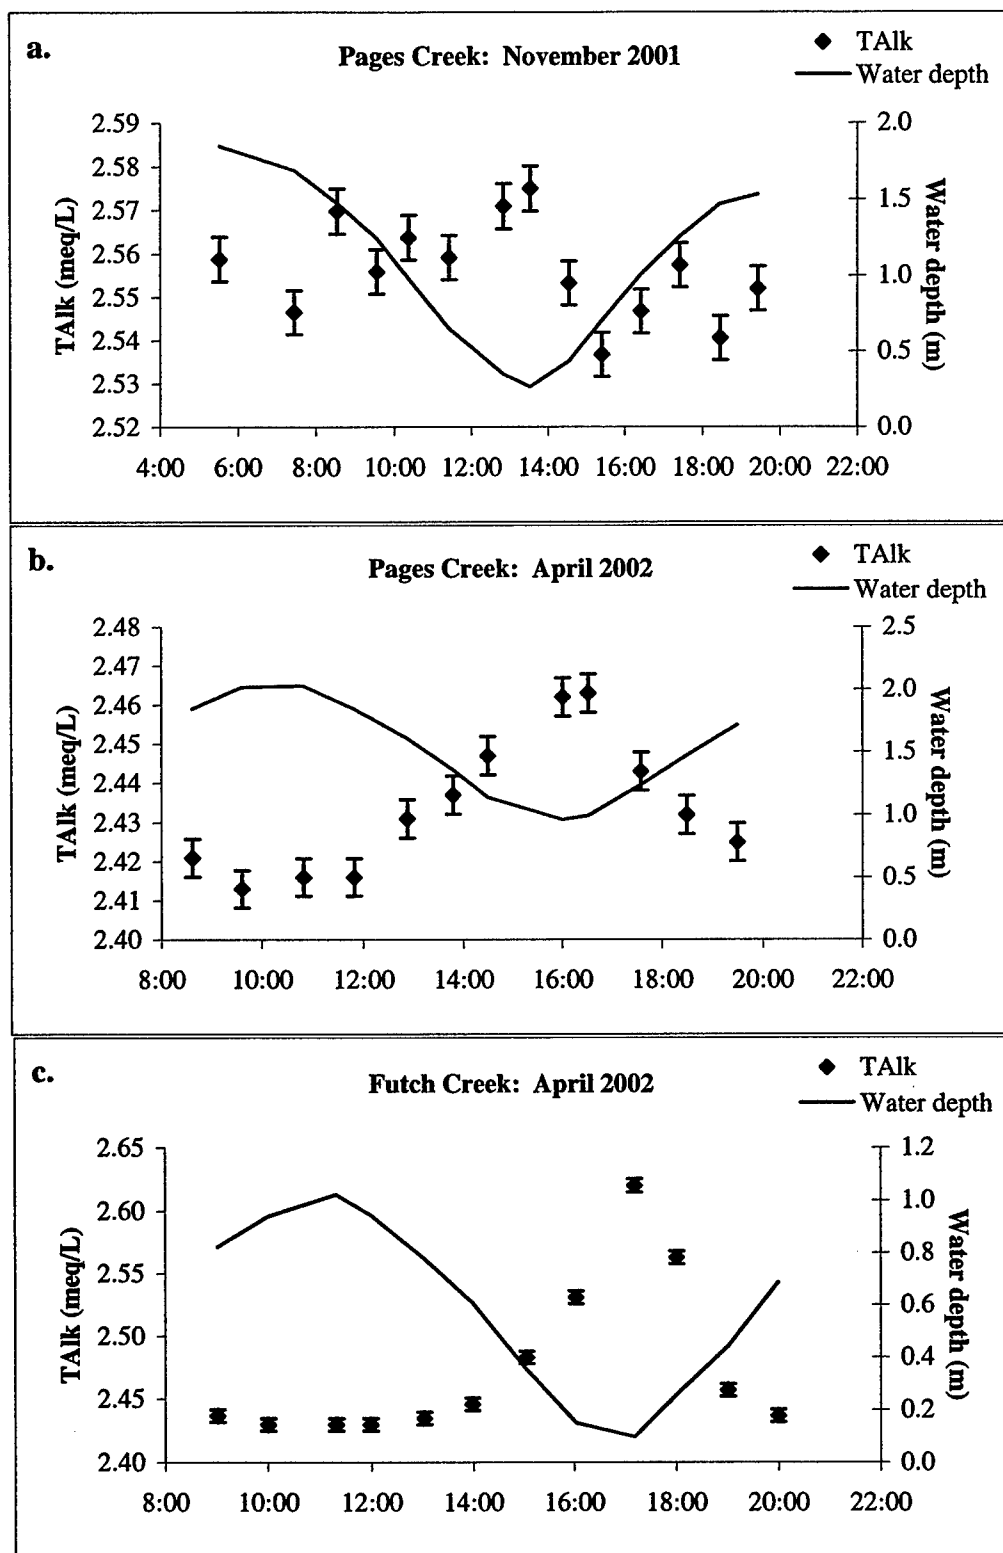 a.
Pages Creek: November 2001
TAlk
Water depth
TAlk (meq/L)
2.59
2.58
2.57
2.56
2.55
2.54
2.53
2.52
2.0
1.5
1.0
0.5
0.0
Water depth (m)
4:00 6:00 8:00 10:00 12:00 14:00 16:00 18:00 20:00 22:00
b.
Pages Creek: April 2002
TAlk
Water depth
TAlk (meq/L)
2.48
2.47
2.46
2.45
2.44
2.43
2.42
2.41
2.40
2.5
2.0
1.5
1.0
0.5
0.0
Water depth (m)
8:00 10:00 12:00 14:00 16:00 18:00 20:00 22:00
c.
Futch Creek: April 2002
TAlk
Water depth
TAlk (meq/L)
2.65
2.60
2.55
2.50
2.45
2.40
1.2
1.0
0.8
0.6
0.4
0.2
0.0
Water depth (m)
8:00 10:00 12:00 14:00 16:00 18:00 20:00 22:00